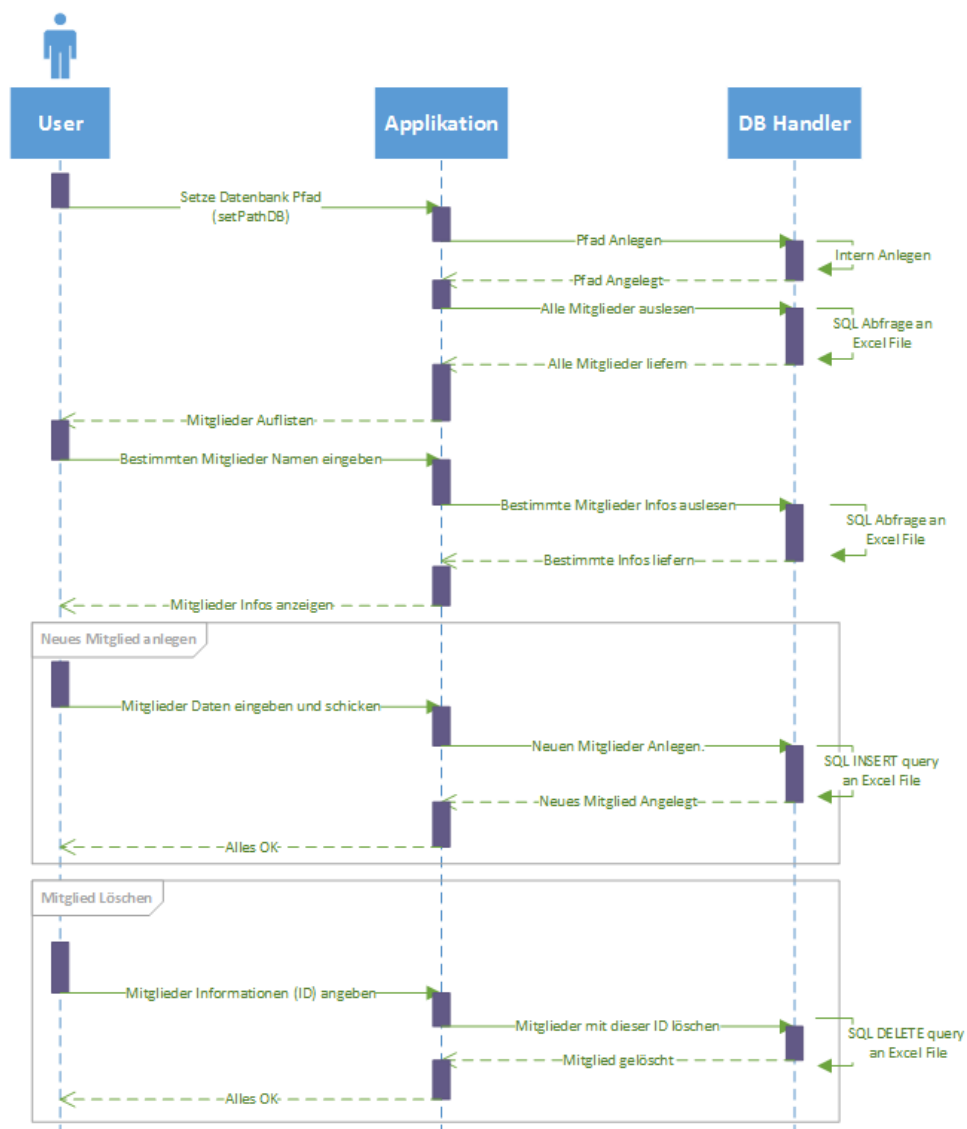 User
Applikation
DB Handler
Setze Datenbank Pfad
(setPathDB)
Pfad Anlegen
Intern Anlegen
Pfad Angelegt
Alle Mitglieder auslesen
SQL Abfrage an
Excel File
Alle Mitglieder liefern
Mitglieder Auflisten
Bestimmten Mitglieder Namen eingeben
Bestimmte Mitglieder Infos auslesen
SQL Abfrage an
Excel File
Bestimmte Infos liefern
Mitglieder Infos anzeigen
Neues Mitglied anlegen
Mitglieder Daten eingeben und schicken
Neuen Mitglieder Anlegen.
SQL INSERT query
an Excel File
Neues Mitglied Angelegt
Alles OK
Mitglied Löschen
Mitglieder Informationen (ID) angeben
Mitglieder mit dieser ID löschen
SQL DELETE query
an Excel File
Mitglied gelöscht
Alles OK